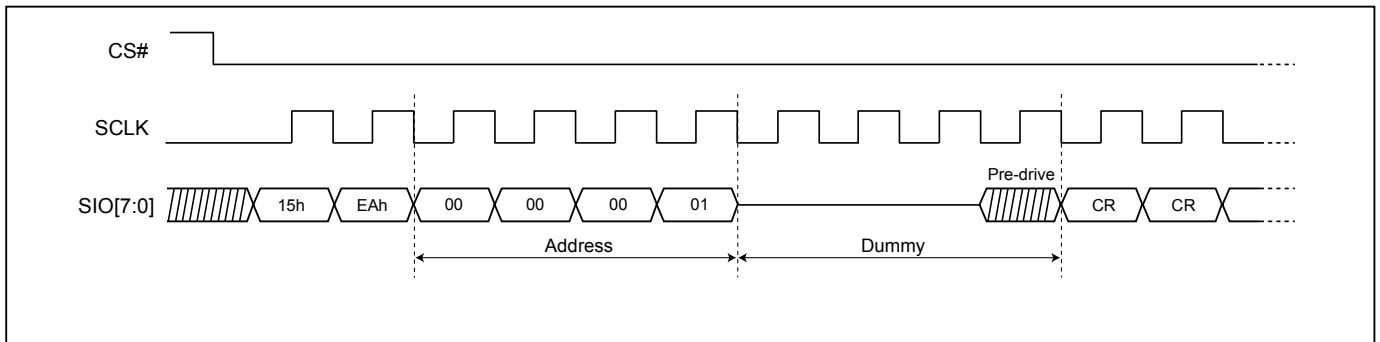 CS#
SCLK
Pre-drive
SIO[7:0] 15h EAh 00 00 00 01 CR CR
Address Dummy